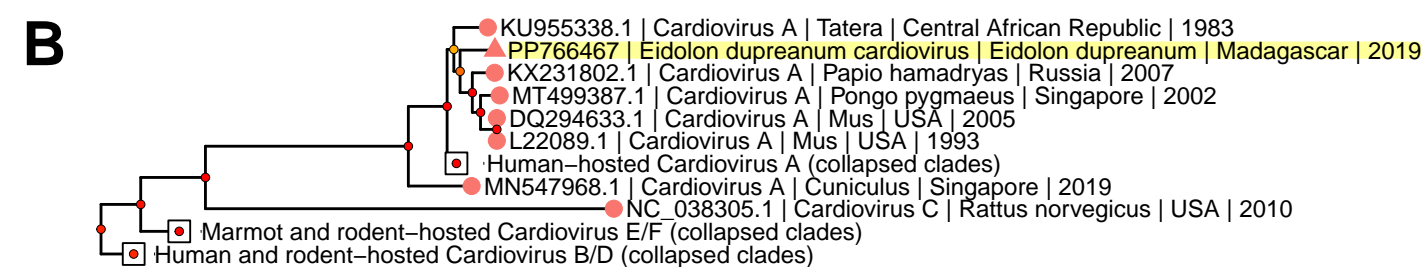 B
KU955338.1 | Cardiovirus A | Tatera | Central African Republic | 1983
PP766467 | Eidolon dupreanum cardiovirus | Eidolon dupreanum | Madagascar | 2019
KX231802.1 | Cardiovirus A | Papio hamadryas | Russia | 2007
MT499387.1 | Cardiovirus A | Pongo pygmaeus | Singapore | 2002
DQ294633.1 | Cardiovirus A | Mus | USA | 2005
L22089.1 | Cardiovirus A | Mus | USA | 1993
Human−hosted Cardiovirus A (collapsed clades)
MN547968.1 | Cardiovirus A | Cuniculus | Singapore | 2019
NC_038305.1 | Cardiovirus C | Rattus norvegicus | USA | 2010
Marmot and rodent−hosted Cardiovirus E/F (collapsed clades)
Human and rodent−hosted Cardiovirus B/D (collapsed clades)